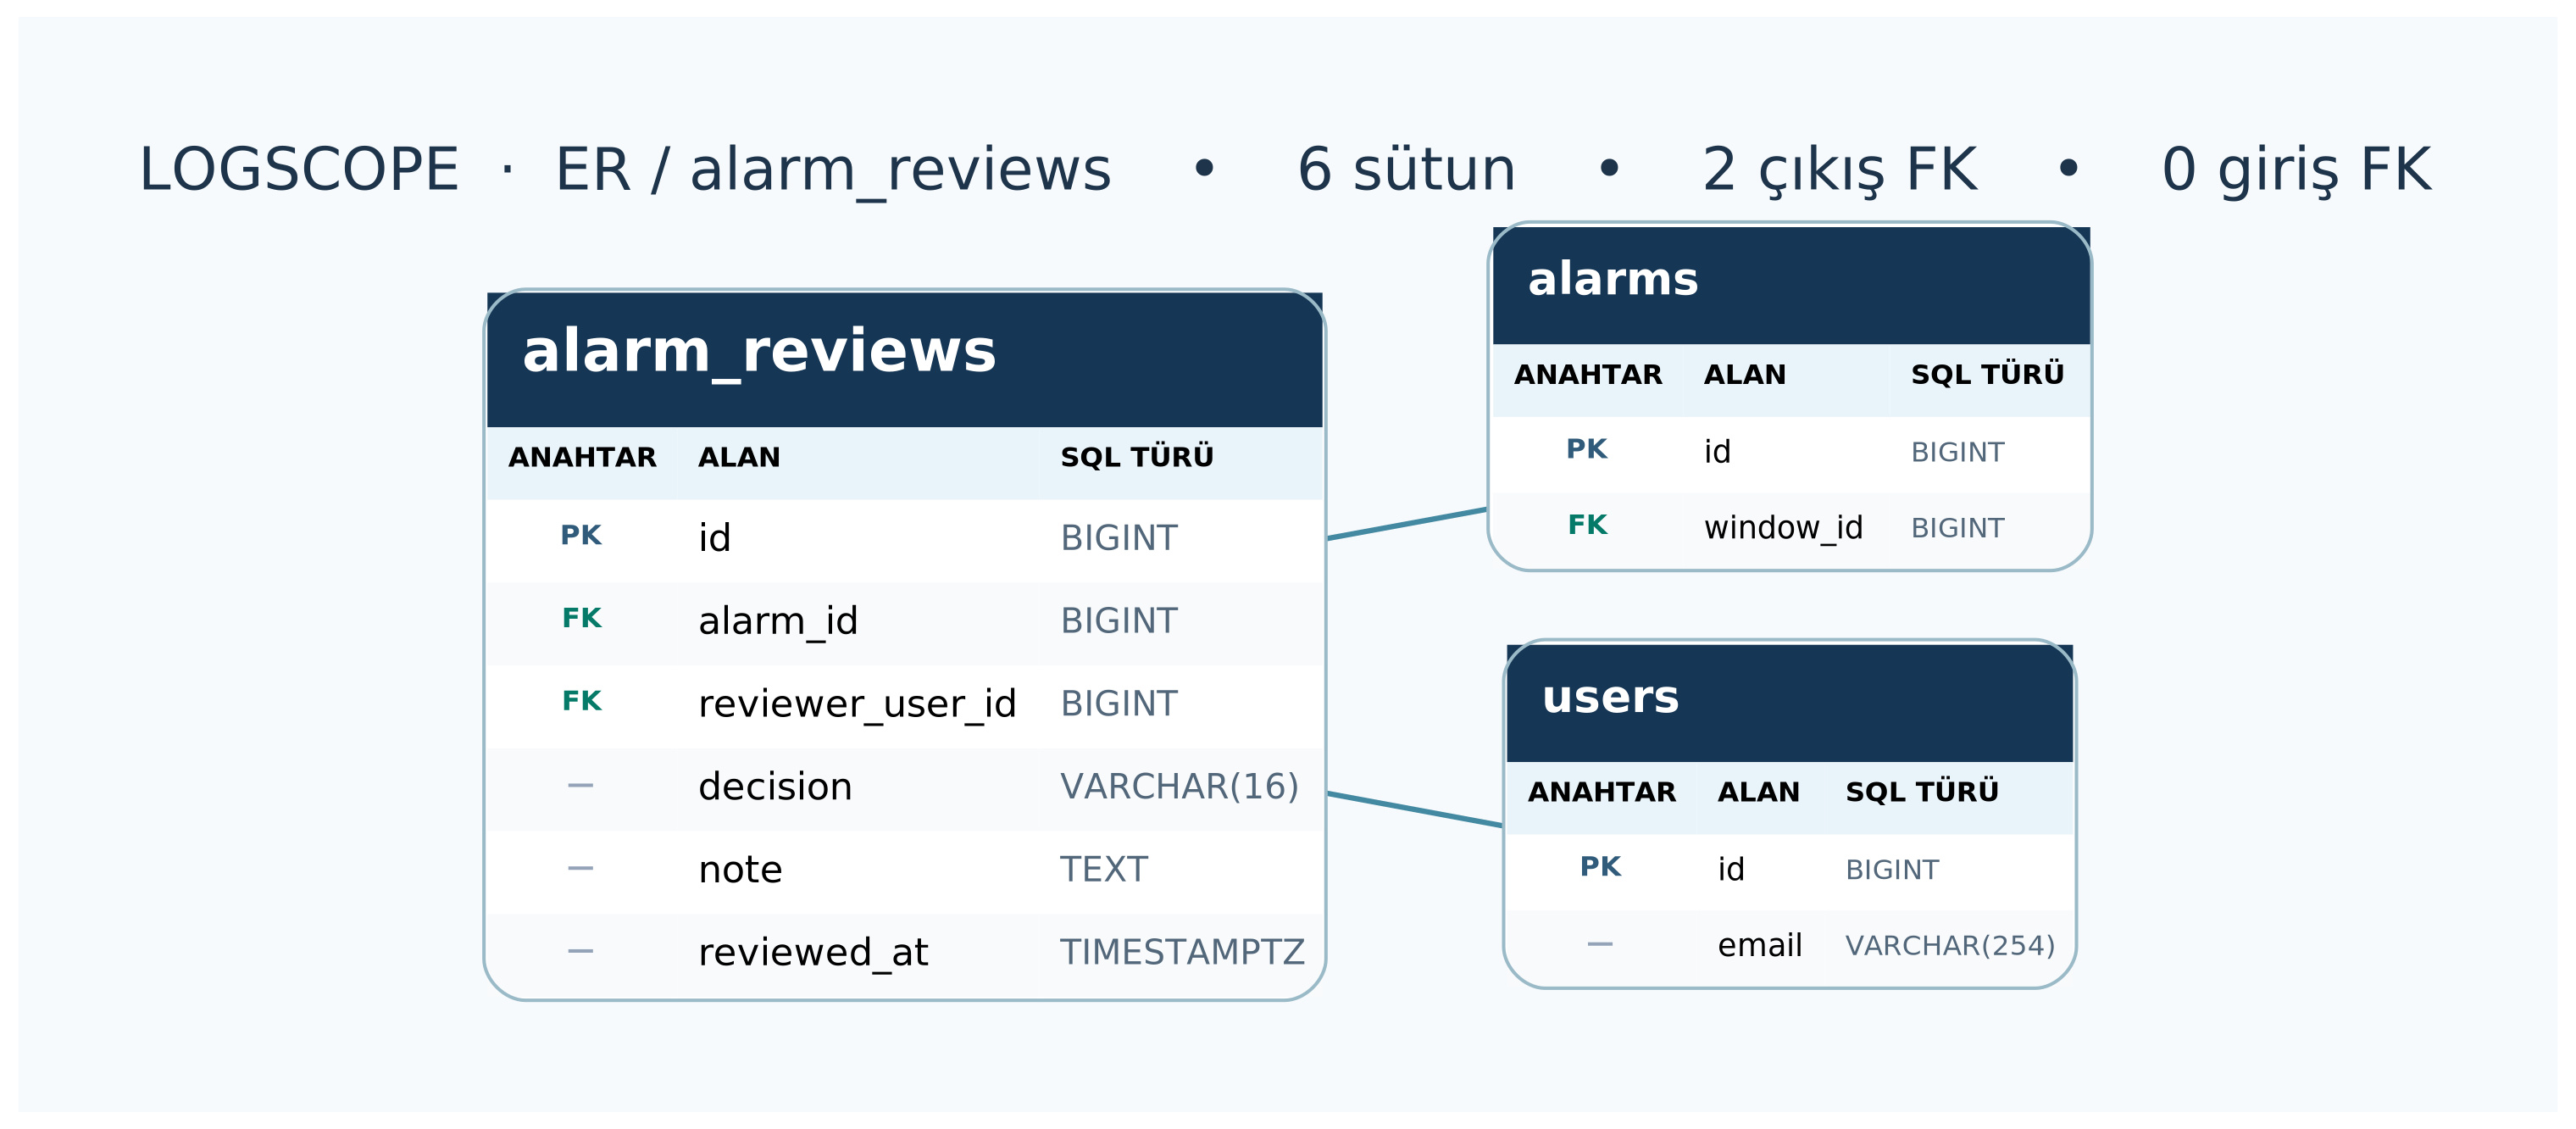 LOGSCOPE · ER / alarm_reviews • 6 sütun • 2 çıkış FK • 0 giriş FK
alarm_reviews
ANAHTAR ALAN SQL TÜRÜ
PK id BIGINT
FK alarm_id BIGINT
FK reviewer_user_id BIGINT
— decision VARCHAR(16)
— note TEXT
— reviewed_at TIMESTAMPTZ
alarms
ANAHTAR ALAN SQL TÜRÜ
PK id BIGINT
FK window_id BIGINT
users
ANAHTAR ALAN SQL TÜRÜ
PK id BIGINT
— email VARCHAR(254)